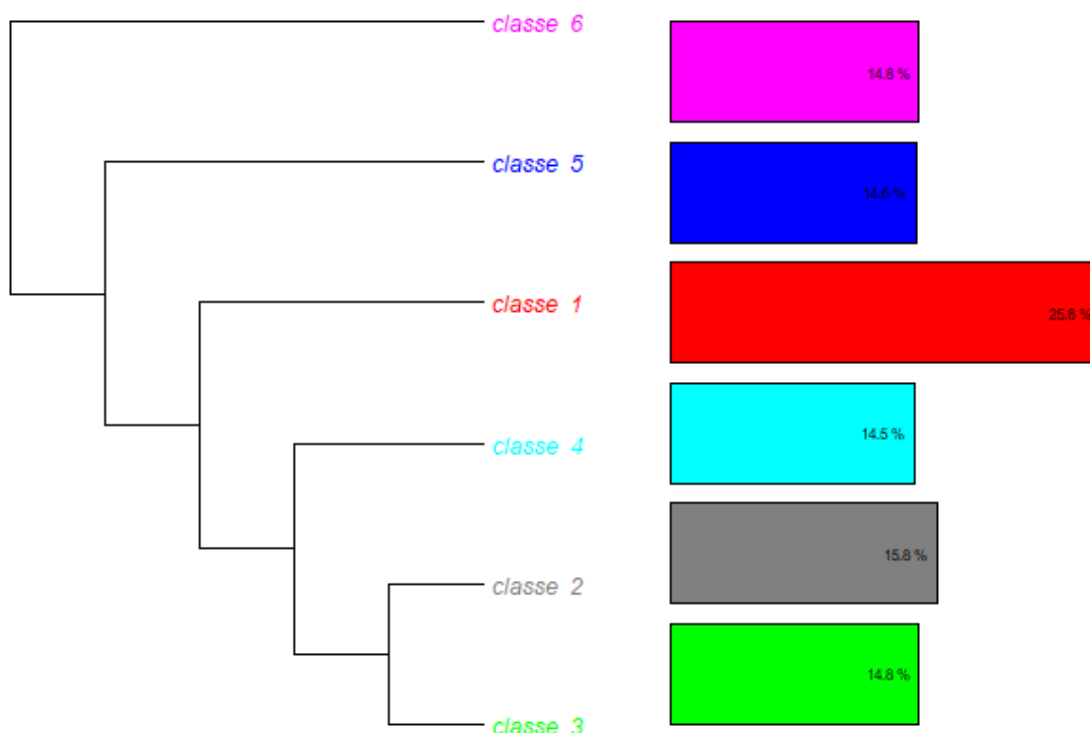 classe 6
14.8 %
classe 5
14.6 %
classe 1
25.6 %
classe 4
14.5 %
classe 2
15.8 %
classe 3
14.8 %